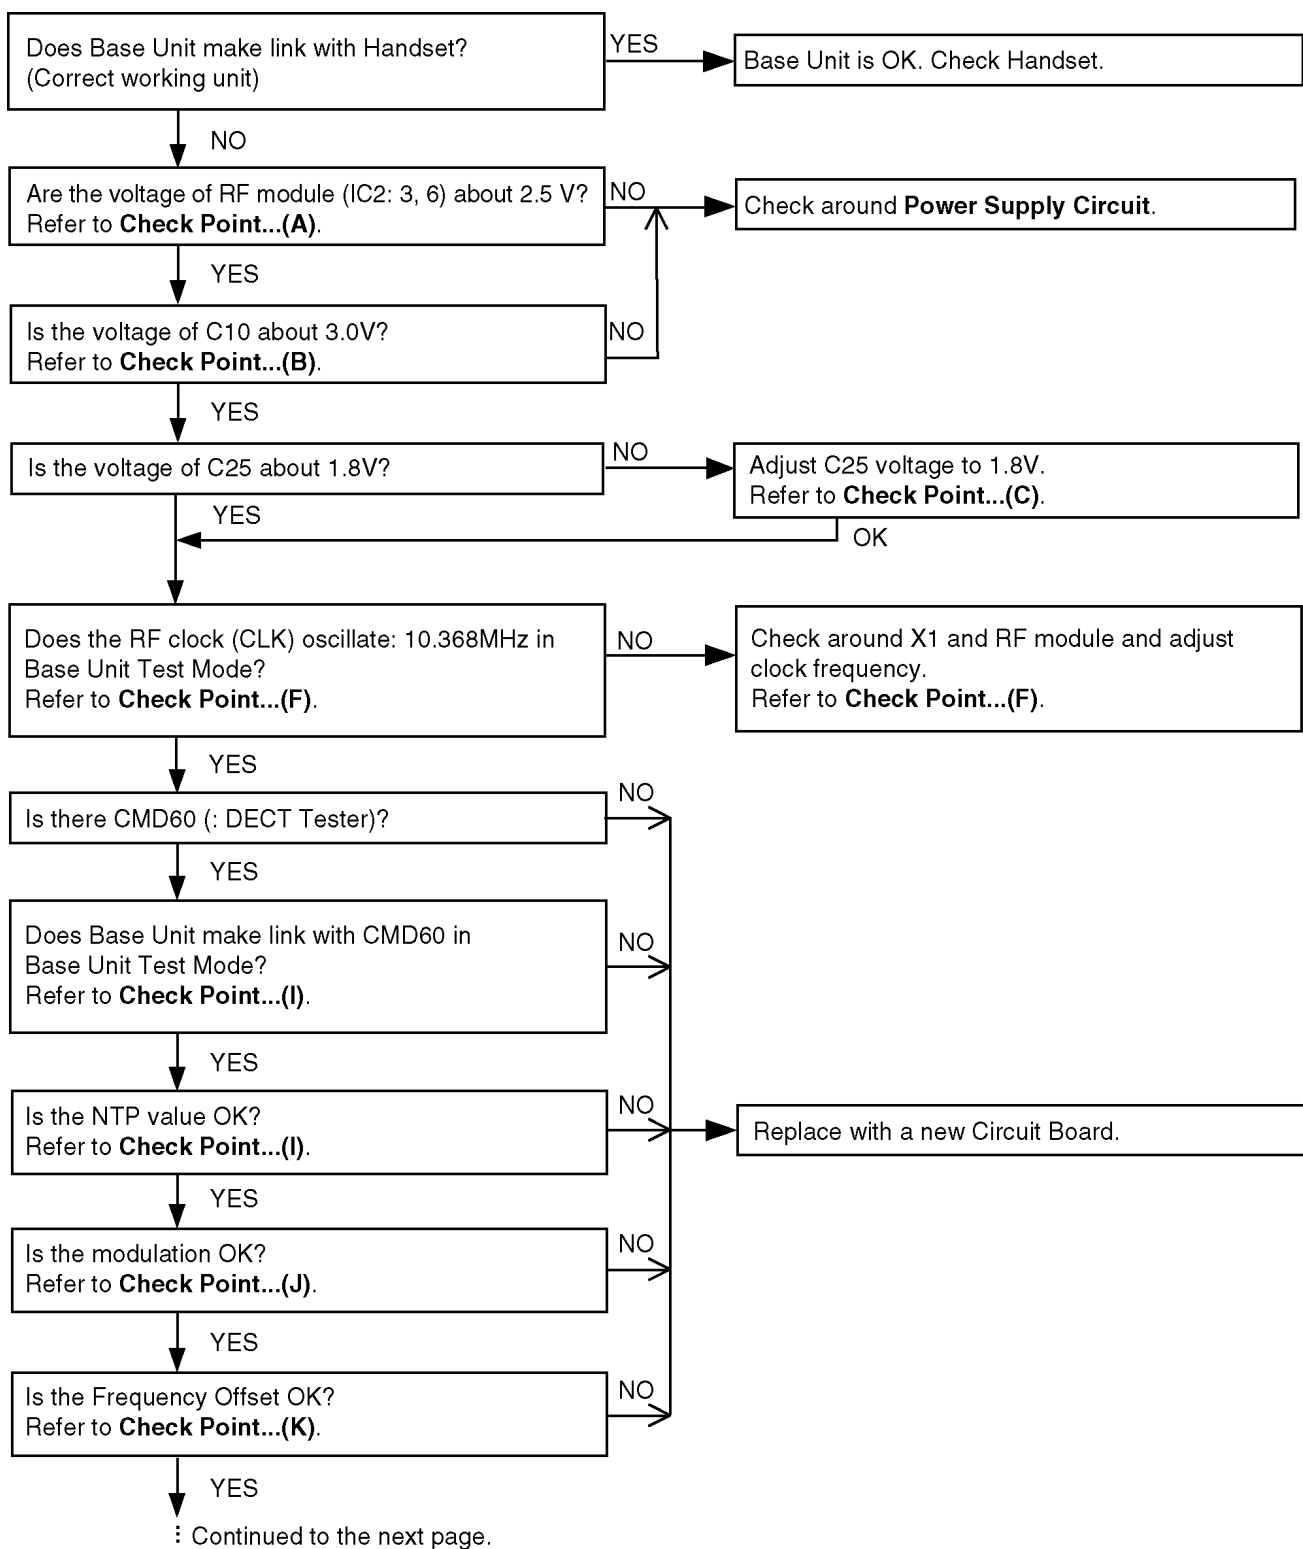 Does Base Unit make link with Handset?
(Correct working unit)
YES
Base Unit is OK. Check Handset.
NO
Are the voltage of RF module (IC2: 3, 6) about 2.5 V?
Refer to Check Point...(A).
NO
Check around Power Supply Circuit.
YES
Is the voltage of C10 about 3.0V?
Refer to Check Point...(B).
NO
YES
Is the voltage of C25 about 1.8V?
NO
Adjust C25 voltage to 1.8V.
Refer to Check Point...(C).
YES
OK
Does the RF clock (CLK) oscillate: 10.368MHz in
Base Unit Test Mode?
Refer to Check Point...(F).
NO
Check around X1 and RF module and adjust
clock frequency.
Refer to Check Point...(F).
YES
Is there CMD60 (: DECT Tester)?
NO
YES
Does Base Unit make link with CMD60 in
Base Unit Test Mode?
Refer to Check Point...(I).
NO
YES
Is the NTP value OK?
Refer to Check Point...(I).
NO
Replace with a new Circuit Board.
YES
Is the modulation OK?
Refer to Check Point...(J).
NO
YES
Is the Frequency Offset OK?
Refer to Check Point...(K).
NO
YES
Continued to the next page.